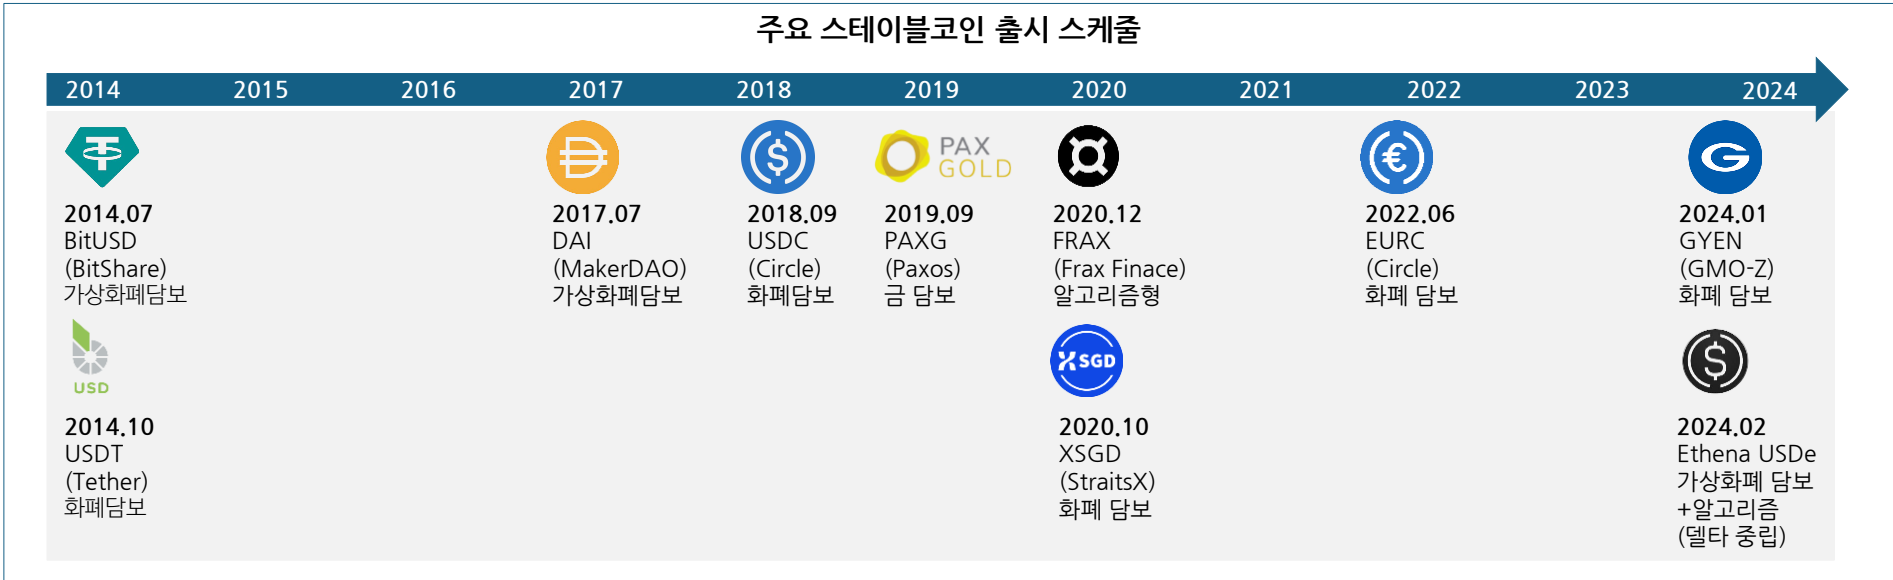 주요 스테이블코인 출시 스케줄
2014 2015 2016 2017 2018 2019 2020 2021 2022 2023 2024
2014.07
BitUSD
(BitShare)
가상화폐담보
2017.07
DAI
(MakerDAO)
가상화폐담보
2018.09
USDC
(Circle)
화폐담보
PAX
GOLD
2019.09
PAXG
(Paxos)
금 담보
2020.12
FRAX
(Frax Finace)
알고리즘형
2022.06
EURC
(Circle)
화폐 담보
2024.01
GYEN
(GMO-Z)
화폐 담보
USD
2014.10
USDT
(Tether)
화폐담보
XSGD
2020.10
XSGD
(StraitsX)
화폐 담보
2024.02
Ethena USDe
가상화폐 담보
+알고리즘
(델타 중립)